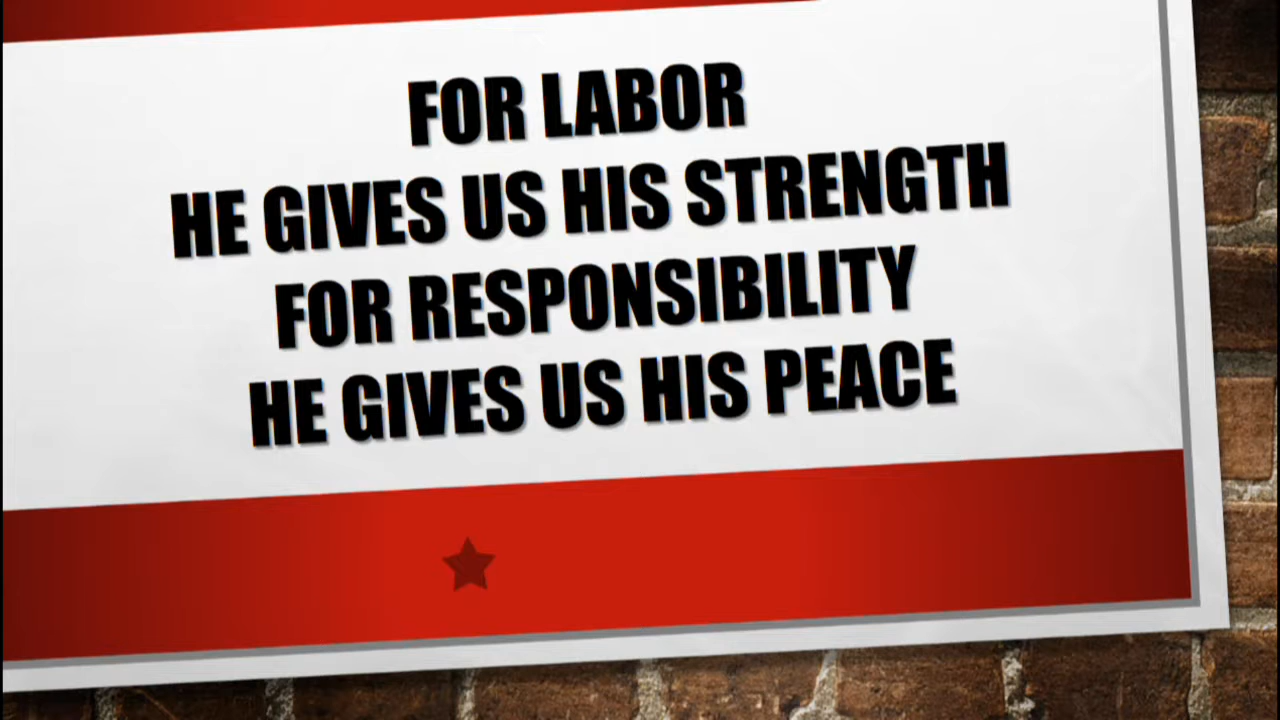 FOR LABOR
HE GIVES US HIS STRENGTH
FOR RESPONSIBILITY
HE GIVES US HIS PEACE